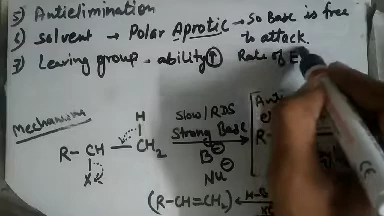 5) Antielimination
6) Solvent → Polar Aprotic → So Base is free to attack
7) Leaving group - ability↑ Rate of E
Mechanism
H
R - CH - CH₂
X
Slow/RDS
Strong Base
B⊖
Nu⊖
Anti
R-
(R-CH=CH₂)
H-B